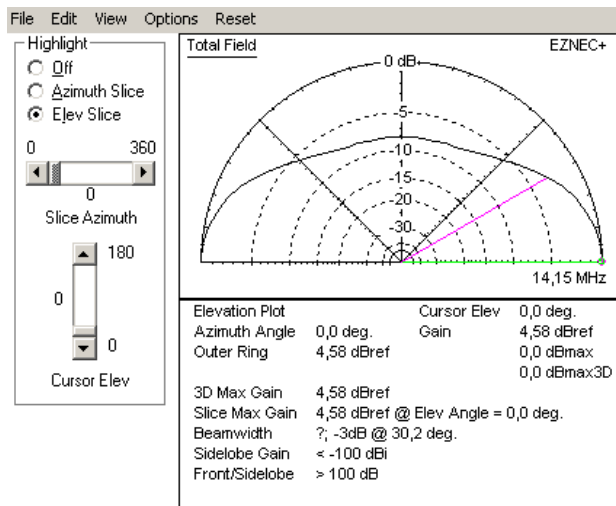 File Edit View Options Reset
Highlight
Off
Azimuth Slice
Elev Slice
0 360
0
Slice Azimuth
180
0
0
Cursor Elev
Total Field EZNEC+
0 dB
-5
-10
-15
-20
-30
14,15 MHz
Elevation Plot Cursor Elev 0,0 deg.
Azimuth Angle 0,0 deg. Gain 4,58 dBref
Outer Ring 4,58 dBref 0,0 dBmax
0,0 dBmax3D
3D Max Gain 4,58 dBref
Slice Max Gain 4,58 dBref @ Elev Angle = 0,0 deg.
Beamwidth ?; -3dB @ 30,2 deg.
Sidelobe Gain < -100 dBi
Front/Sidelobe > 100 dB